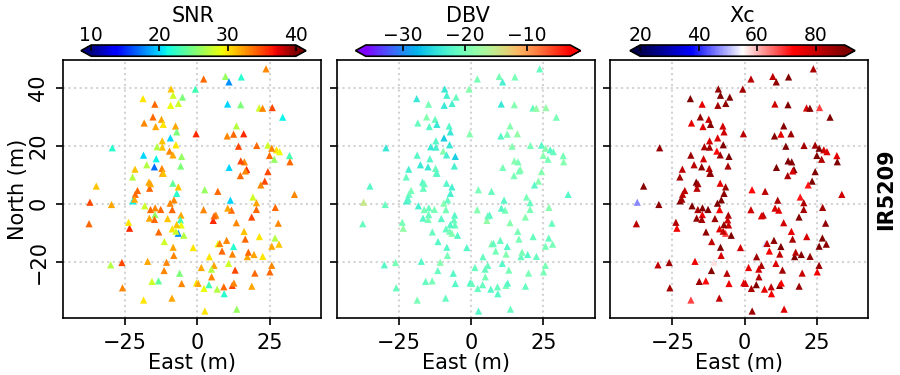 SNR DBV Xc
10 20 30 40 −30 −20 −10 20 40 60 80
40
20
0
−20
North (m)
IR5209
−25 0 25 −25 0 25 −25 0 25
East (m) East (m) East (m)